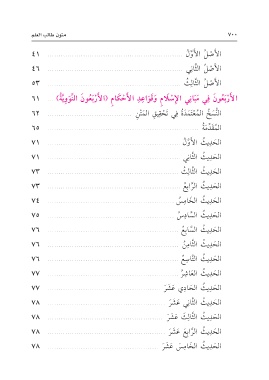 ٧٠٠ متون طالب العلم
الأَصْلُ الأَوَّلُ ٤١
الأَصْلُ الثَّانِي ٤٦
الأَصْلُ الثَّالِثُ ٥٣
الأَرْبَعُونَ فِي مَبَانِي الإِسْلَامِ وَقَوَاعِدِ الأَحْكَامِ (الأَرْبَعُونَ النَّوَوِيَّةُ) ٦١
النُّسَخُ المُعْتَمَدَةُ فِي تَحْقِيقِ المَتْنِ ٦٢
المُقَدِّمَةُ ٦٥
الحَدِيثُ الأَوَّلُ ٧١
الحَدِيثُ الثَّانِي ٧١
الحَدِيثُ الثَّالِثُ ٧٣
الحَدِيثُ الرَّابِعُ ٧٣
الحَدِيثُ الخَامِسُ ٧٤
الحَدِيثُ السَّادِسُ ٧٥
الحَدِيثُ السَّابِعُ ٧٦
الحَدِيثُ الثَّامِنُ ٧٦
الحَدِيثُ التَّاسِعُ ٧٦
الحَدِيثُ العَاشِرُ ٧٧
الحَدِيثُ الحَادِي عَشَرَ ٧٧
الحَدِيثُ الثَّانِي عَشَرَ ٧٨
الحَدِيثُ الثَّالِثَ عَشَرَ ٧٨
الحَدِيثُ الرَّابِعَ عَشَرَ ٧٨
الحَدِيثُ الخَامِسَ عَشَرَ ٧٨